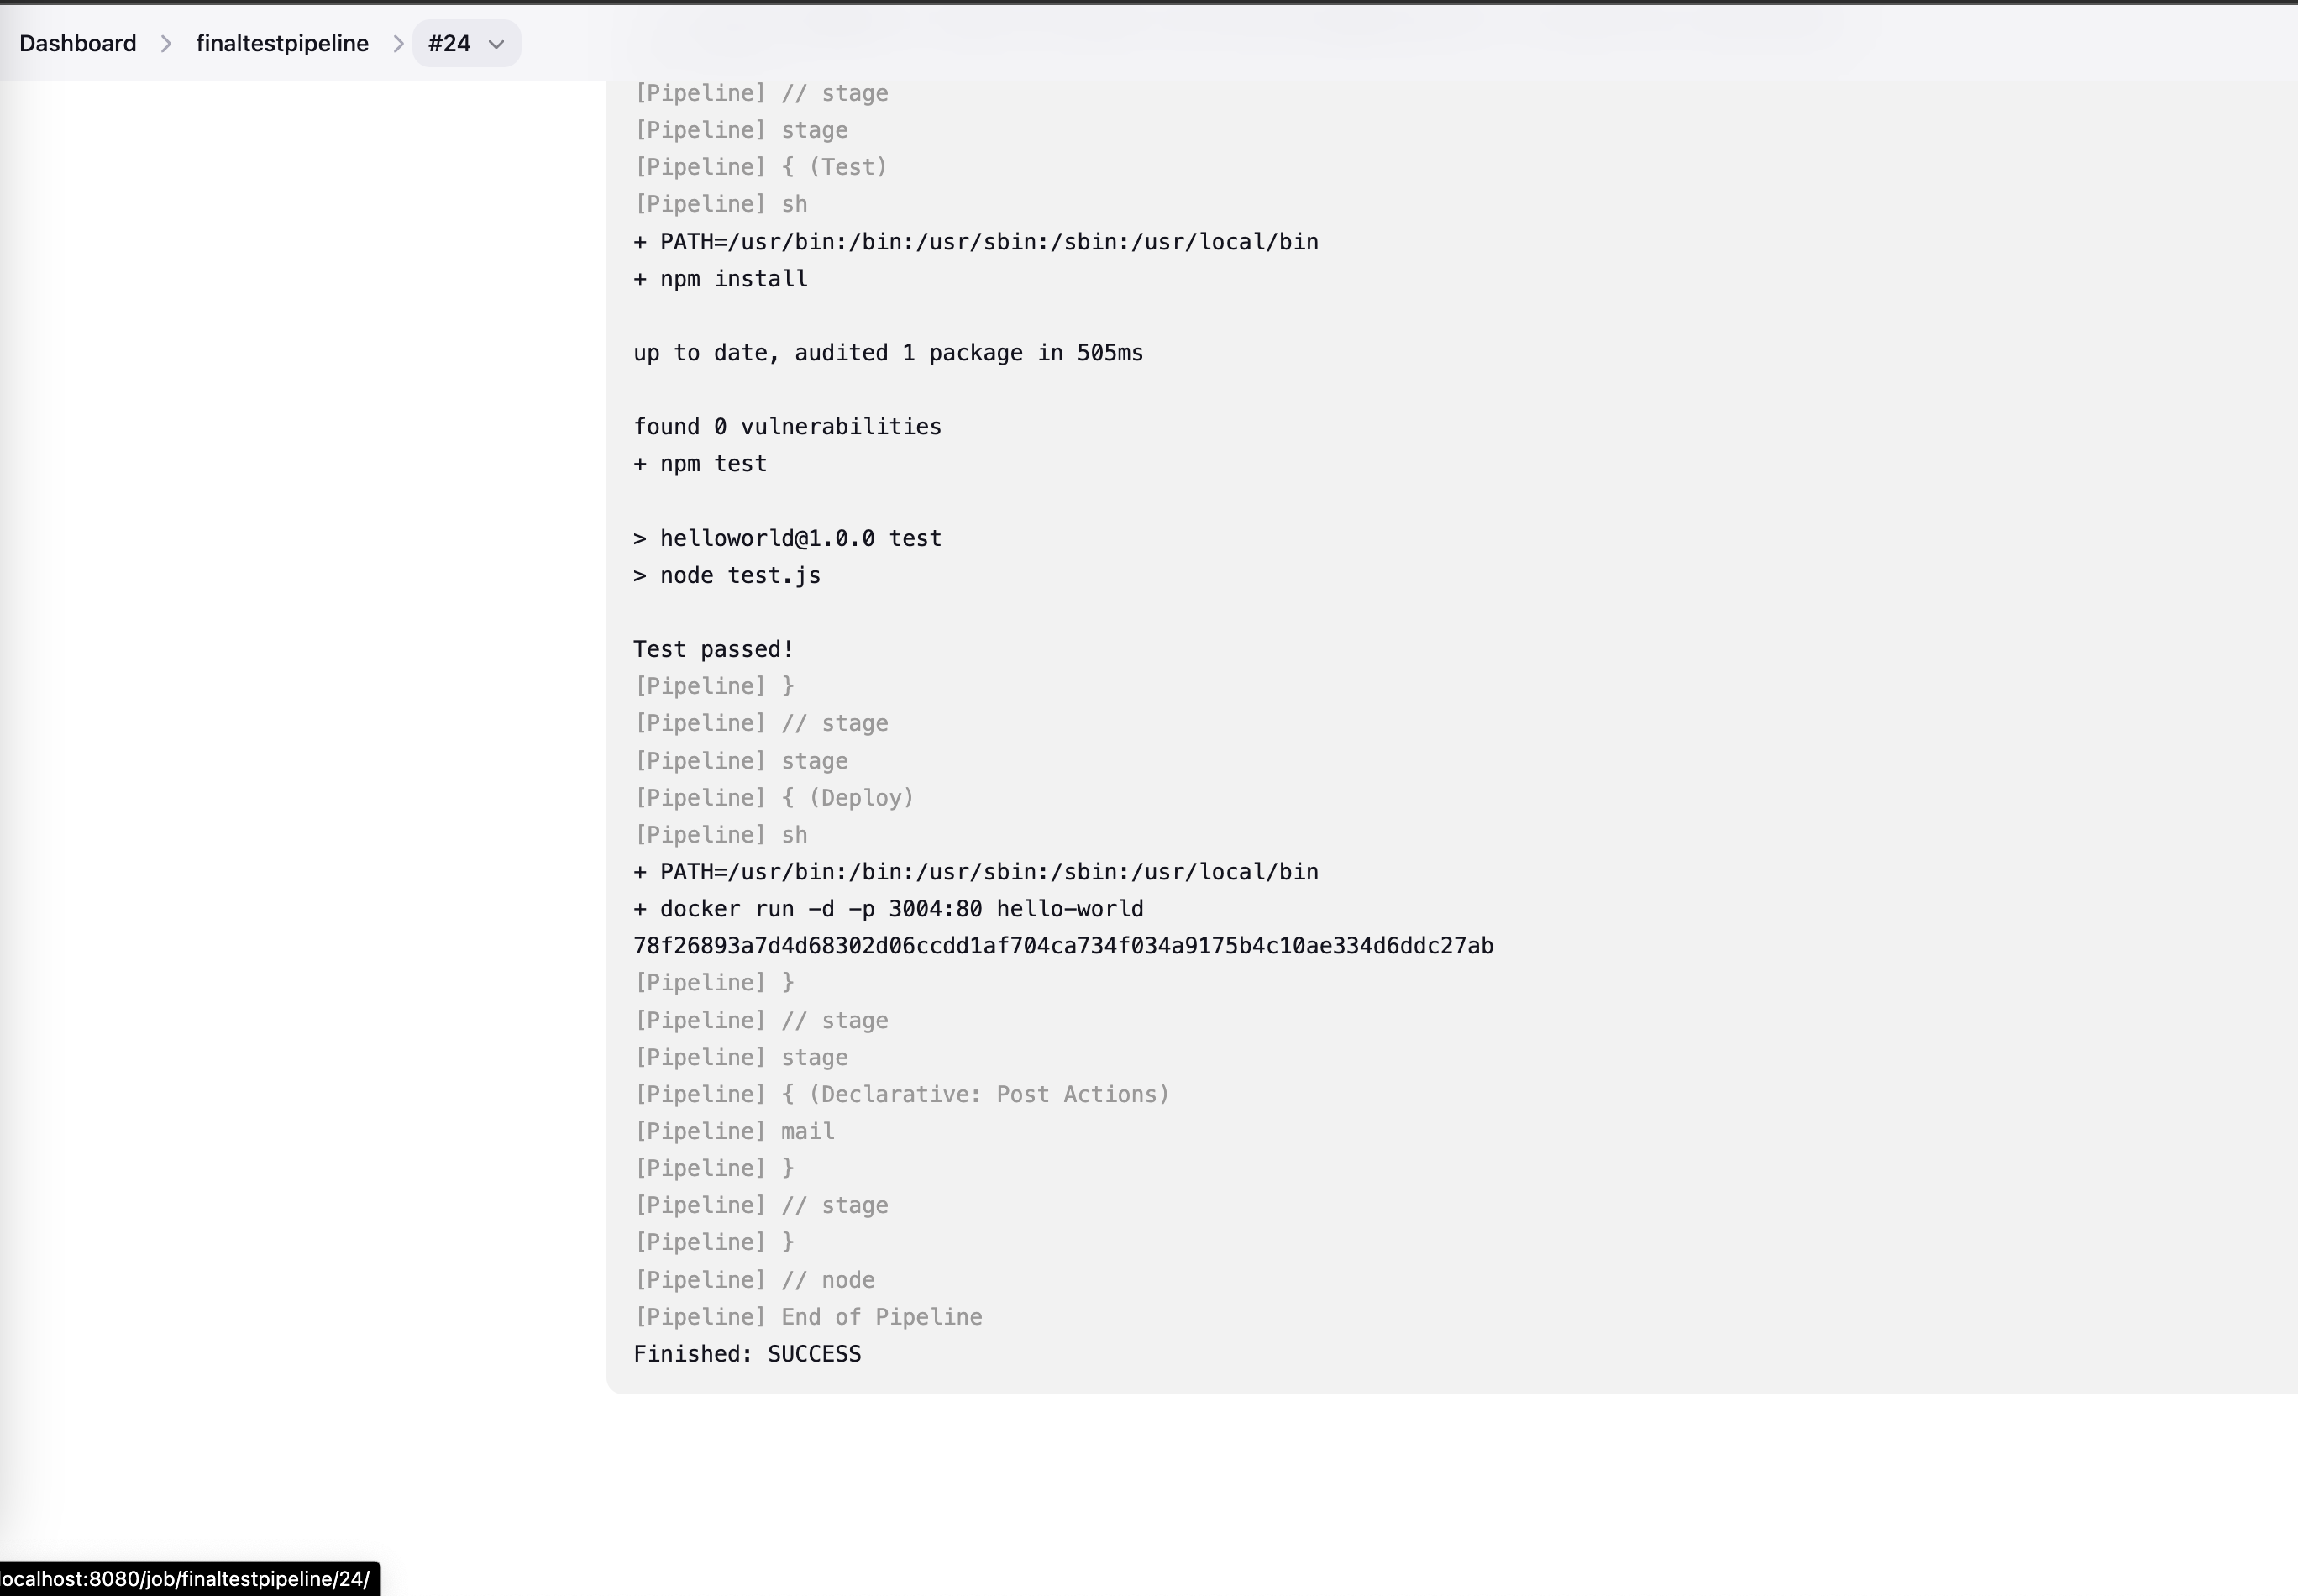 Dashboard > finaltestpipeline > #24
[Pipeline] // stage
[Pipeline] stage
[Pipeline] { (Test)
[Pipeline] sh
+ PATH=/usr/bin:/bin:/usr/sbin:/sbin:/usr/local/bin
+ npm install
up to date, audited 1 package in 505ms
found 0 vulnerabilities
+ npm test
> helloworld@1.0.0 test
> node test.js
Test passed!
[Pipeline] }
[Pipeline] // stage
[Pipeline] stage
[Pipeline] { (Deploy)
[Pipeline] sh
+ PATH=/usr/bin:/bin:/usr/sbin:/sbin:/usr/local/bin
+ docker run -d -p 3004:80 hello-world
78f26893a7d4d68302d06ccdd1af704ca734f034a9175b4c10ae334d6ddc27ab
[Pipeline] }
[Pipeline] // stage
[Pipeline] stage
[Pipeline] { (Declarative: Post Actions)
[Pipeline] mail
[Pipeline] }
[Pipeline] // stage
[Pipeline] }
[Pipeline] // node
[Pipeline] End of Pipeline
Finished: SUCCESS
localhost:8080/job/finaltestpipeline/24/